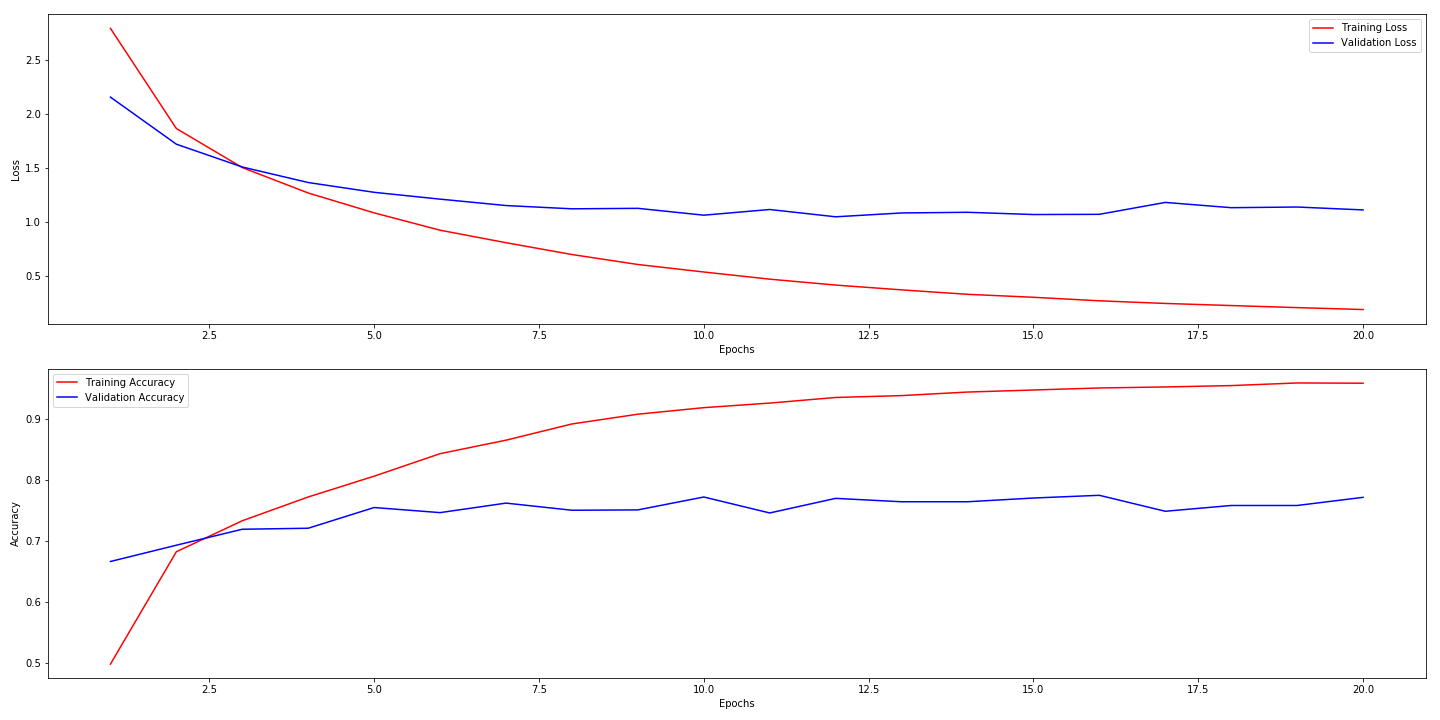 Training Loss
Validation Loss
2.5
2.0
1.5
1.0
0.5
Loss
2.5 5.0 7.5 10.0 12.5 15.0 17.5 20.0
Epochs
Training Accuracy
Validation Accuracy
0.9
0.8
0.7
0.6
0.5
Accuracy
2.5 5.0 7.5 10.0 12.5 15.0 17.5 20.0
Epochs